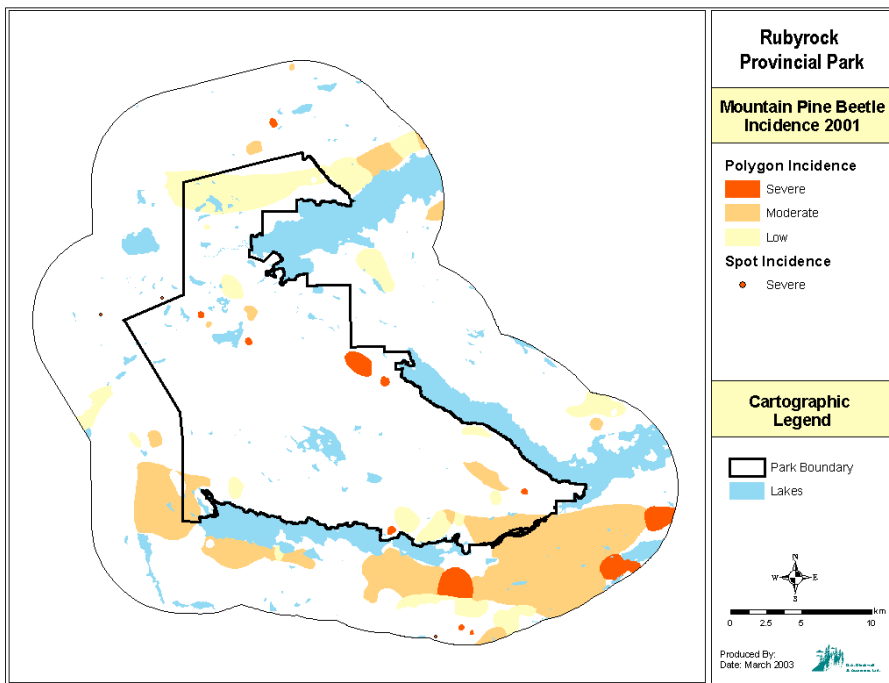 Rubyrock
Provincial Park
Mountain Pine Beetle
Incidence 2001
Polygon Incidence
Severe
Moderate
Low
Spot Incidence
Severe
Cartographic
Legend
Park Boundary
Lakes
N
W E
S
km
0 2.5 5 10
Produced By:
Date: March 2003